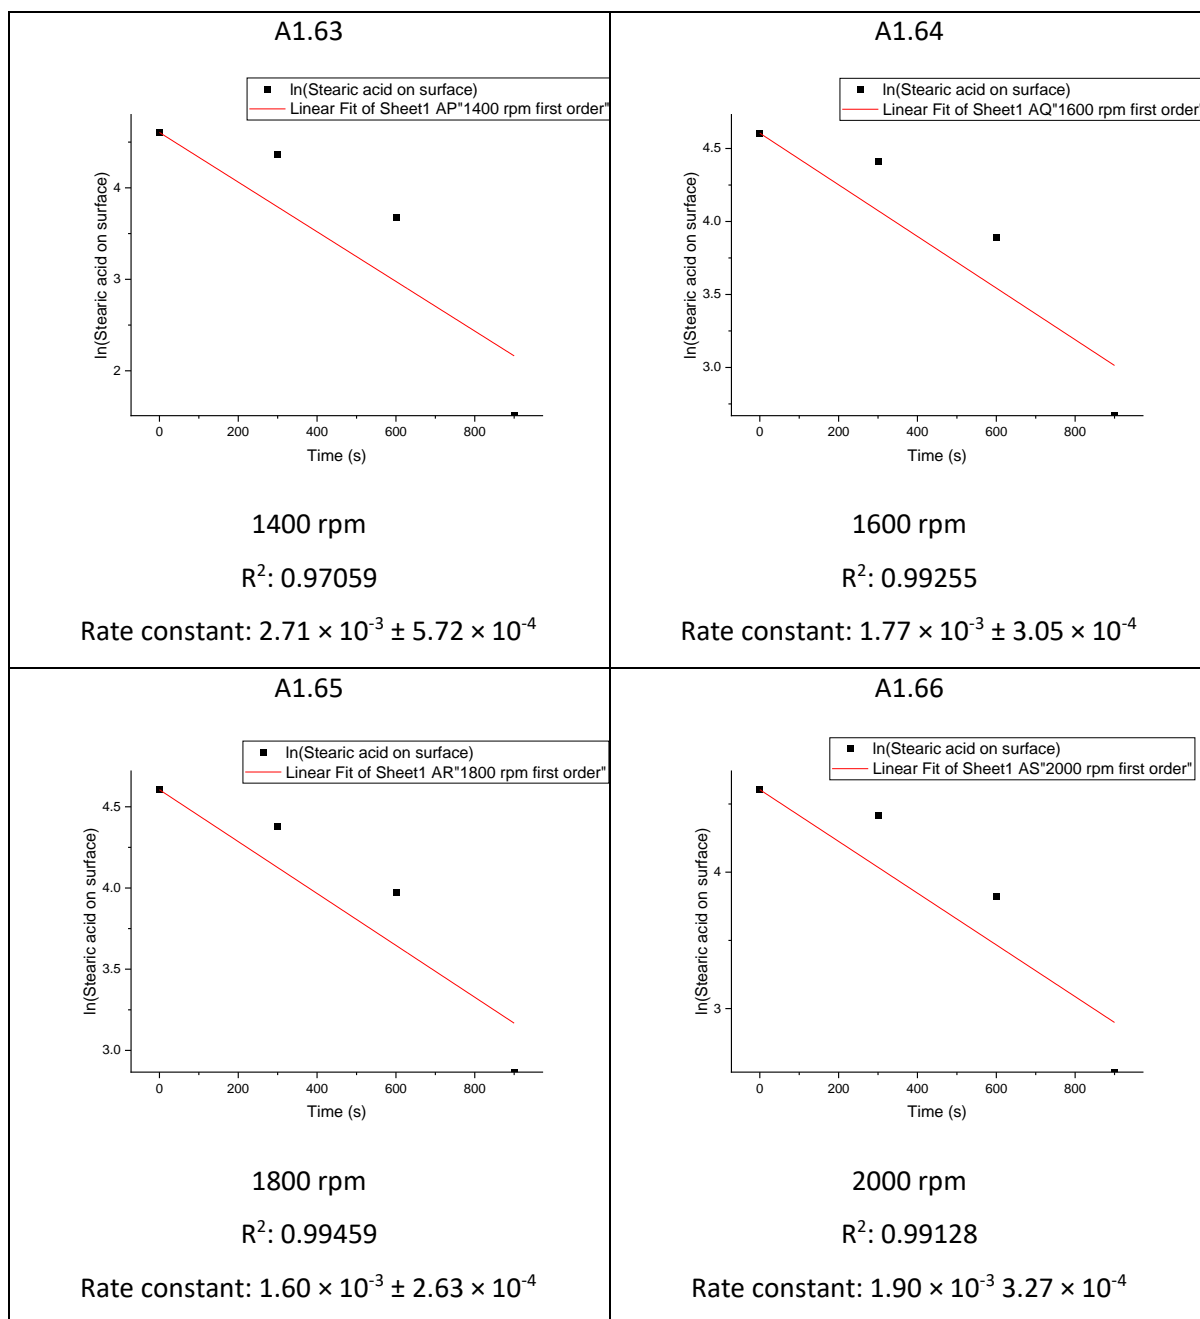 A1.63
ln(Stearic acid on surface)
Linear Fit of Sheet1 AP"1400 rpm first order"
4
3
2
ln(Stearic acid on surface)
0 200 400 600 800
Time (s)
1400 rpm
R²: 0.97059
Rate constant: 2.71 × 10⁻³ ± 5.72 × 10⁻⁴
A1.64
ln(Stearic acid on surface)
Linear Fit of Sheet1 AQ"1600 rpm first order"
4.5
4.0
3.5
3.0
ln(Stearic acid on surface)
0 200 400 600 800
Time (s)
1600 rpm
R²: 0.99255
Rate constant: 1.77 × 10⁻³ ± 3.05 × 10⁻⁴
A1.65
ln(Stearic acid on surface)
Linear Fit of Sheet1 AR"1800 rpm first order"
4.5
4.0
3.5
3.0
ln(Stearic acid on surface)
0 200 400 600 800
Time (s)
1800 rpm
R²: 0.99459
Rate constant: 1.60 × 10⁻³ ± 2.63 × 10⁻⁴
A1.66
ln(Stearic acid on surface)
Linear Fit of Sheet1 AS"2000 rpm first order"
4
3
ln(Stearic acid on surface)
0 200 400 600 800
Time (s)
2000 rpm
R²: 0.99128
Rate constant: 1.90 × 10⁻³ 3.27 × 10⁻⁴